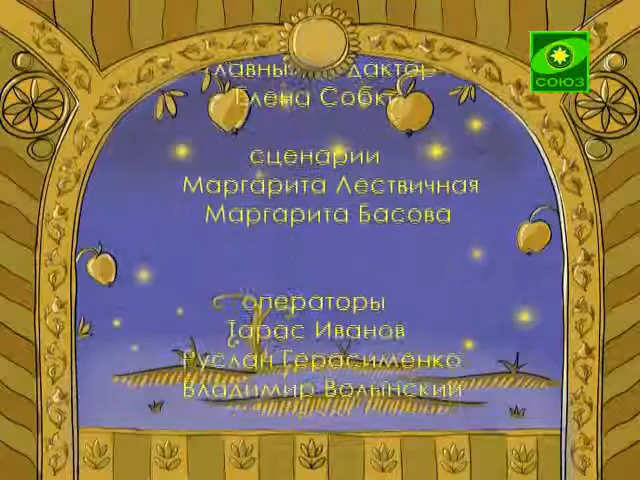 СОЮЗ
Елена
сценарии
Маргарита Лествичная
Маргарита Басова
операторы
Тарас Иванов
Руслан Герасименко
Владимир Волынский